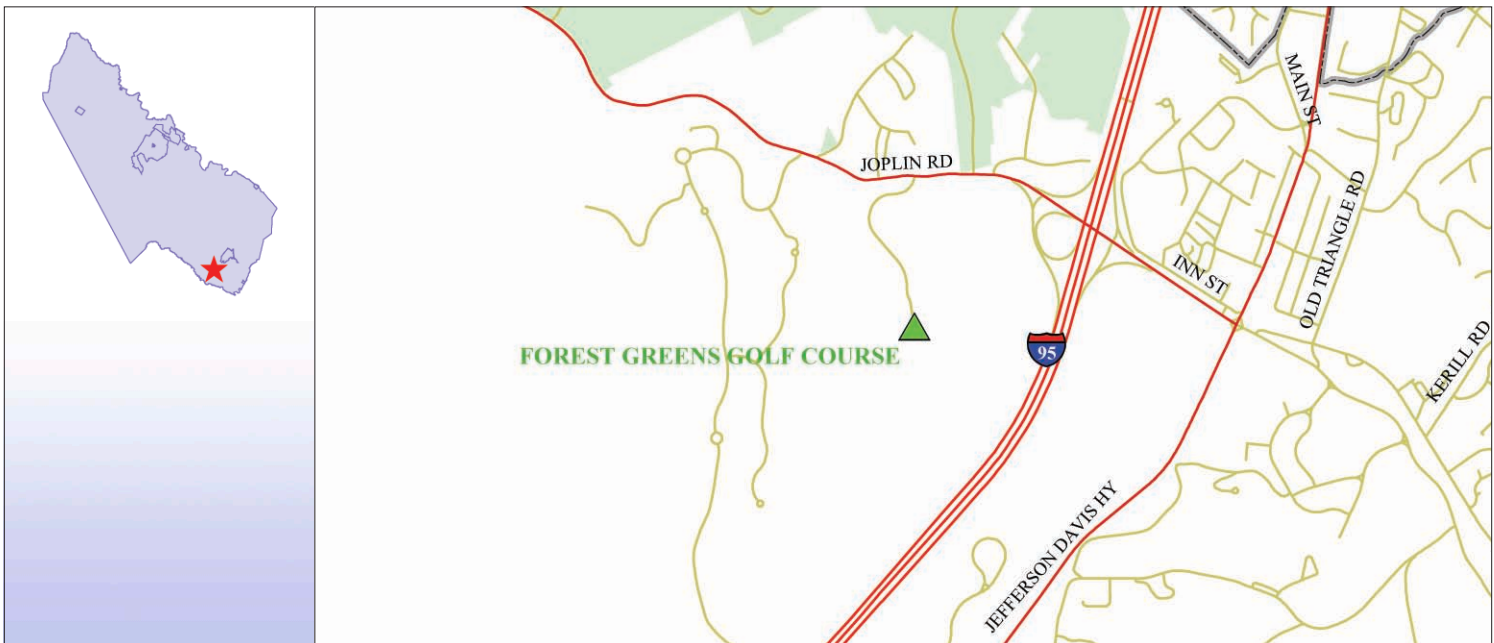 MAIN ST
JOPLIN RD
OLD TRIANGLE RD
INN ST
FOREST GREENS GOLF COURSE
95
KERILL RD
JEFFERSON DAVIS HY